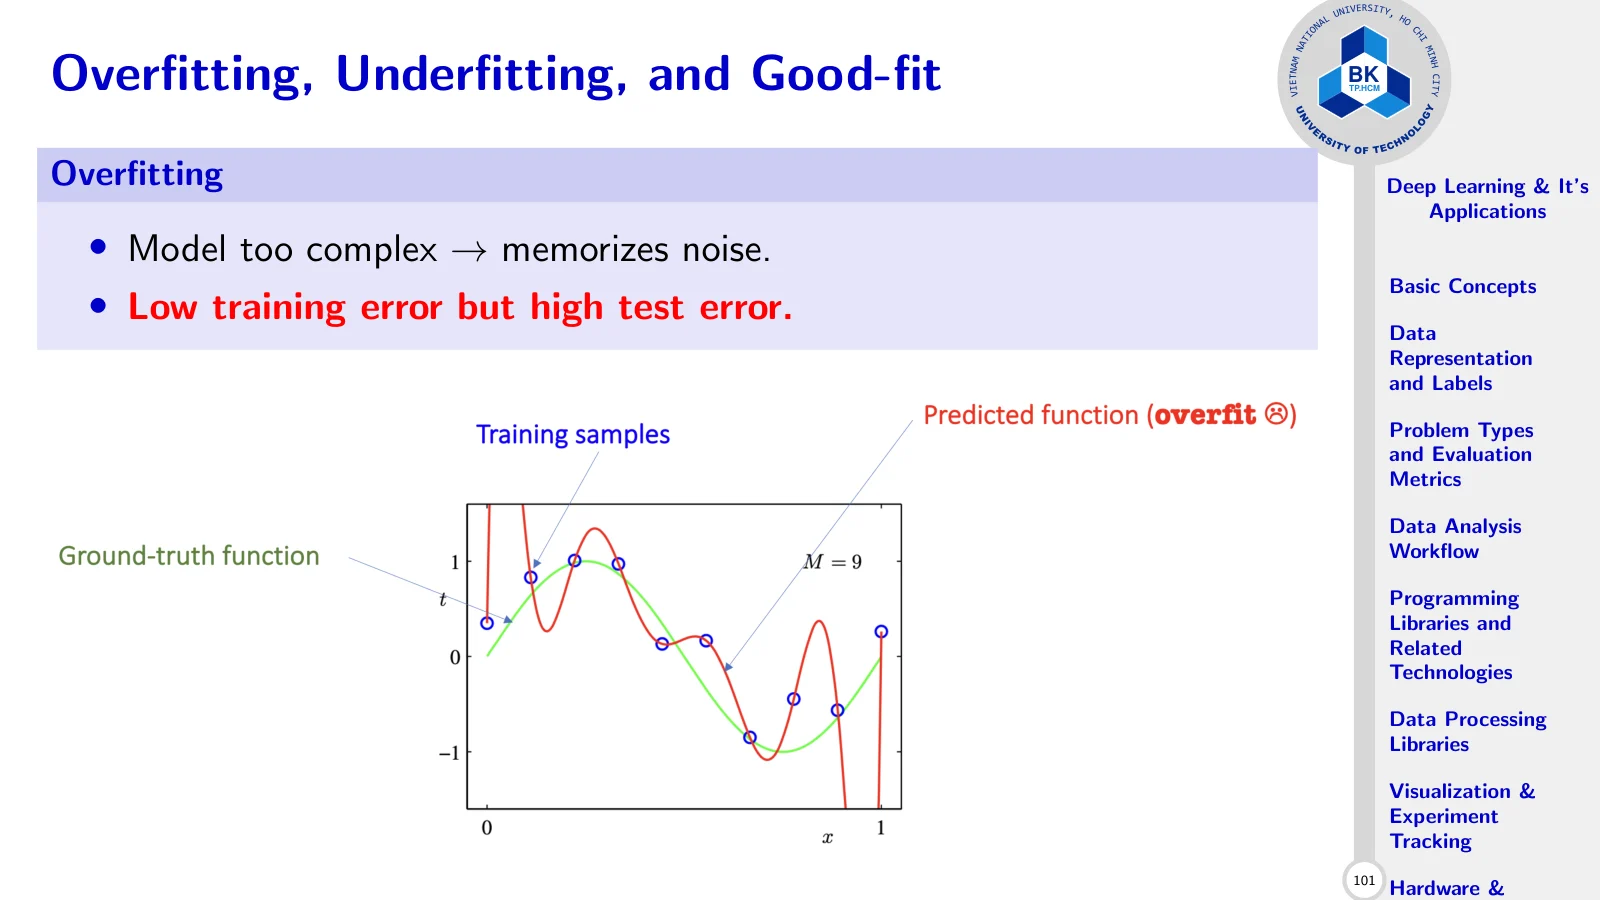 Overfitting, Underfitting, and Good-fit
VIETNAM NATIONAL UNIVERSITY, HO CHI MINH CITY
BK
TP.HCM
UNIVERSITY OF TECHNOLOGY
Overfitting
• Model too complex → memorizes noise.
• Low training error but high test error.
Training samples
Predicted function (overfit ☹)
Ground-truth function
M = 9
1
t
0
−1
0
x
1
Deep Learning & It's
Applications
Basic Concepts
Data
Representation
and Labels
Problem Types
and Evaluation
Metrics
Data Analysis
Workflow
Programming
Libraries and
Related
Technologies
Data Processing
Libraries
Visualization &
Experiment
Tracking
Hardware &
101